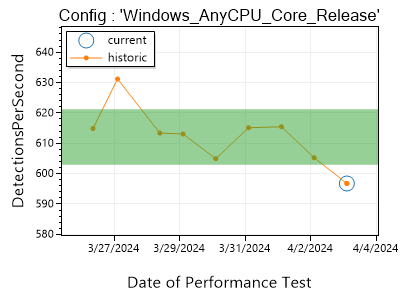 Config : 'Windows_AnyCPU_Core_Release'
current
historic
640
630
620
610
600
590
580
DetectionsPerSecond
3/27/2024 3/29/2024 3/31/2024 4/2/2024 4/4/2024
Date of Performance Test